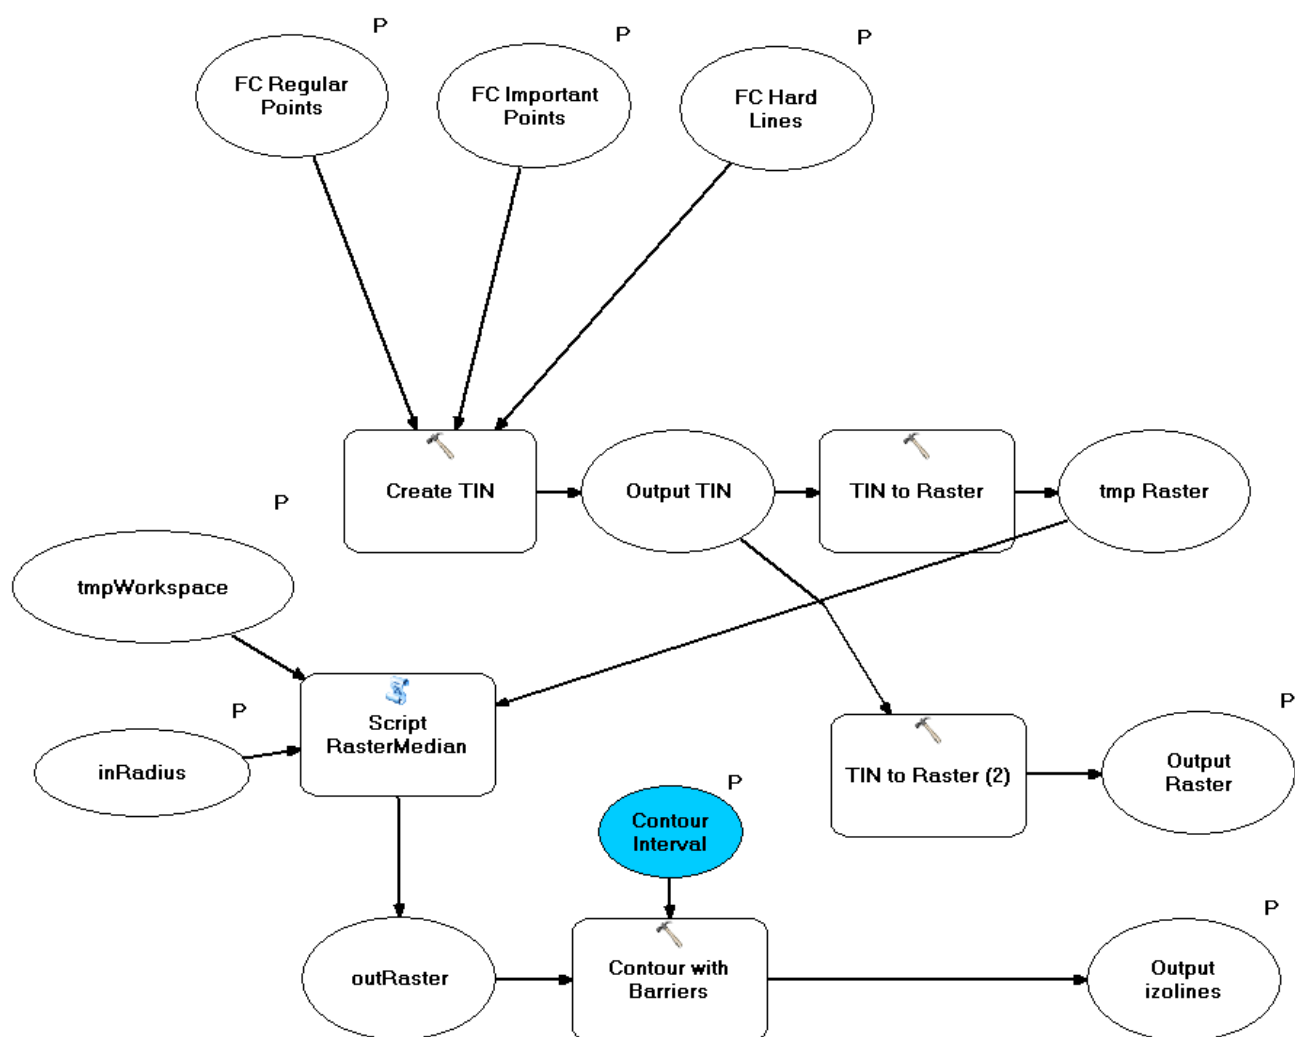 P
P
P
FC Regular
Points
FC Important
Points
FC Hard
Lines
Create TIN
Output TIN
TIN to Raster
tmp Raster
P
tmpWorkspace
P
inRadius
Script
RasterMedian
P
Contour
Interval
TIN to Raster (2)
P
Output
Raster
outRaster
Contour with
Barriers
P
Output
izolines